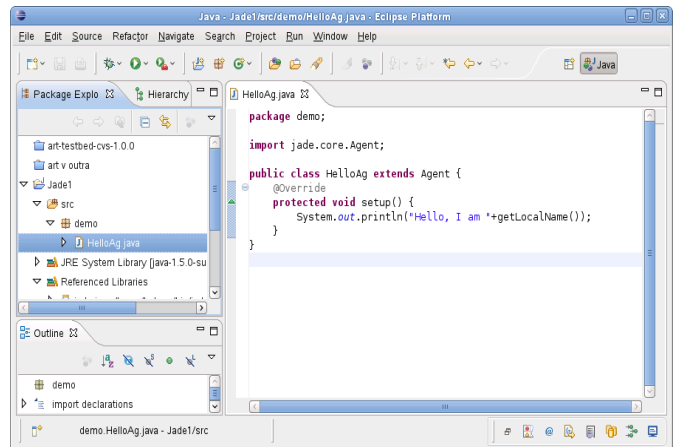 Java - Jade1/src/demo/HelloAg.java - Eclipse Platform
File Edit Source Refactor Navigate Search Project Run Window Help
Java
Package Explo Hierarchy
art-testbed-cvs-1.0.0
art v outra
Jade1
src
demo
HelloAg.java
JRE System Library [java-1.5.0-su
Referenced Libraries
Outline
demo
import declarations
HelloAg.java
package demo;
import jade.core.Agent;
public class HelloAg extends Agent {
@Override
protected void setup() {
System.out.println("Hello, I am "+getLocalName());
}
}
demo.HelloAg.java - Jade1/src